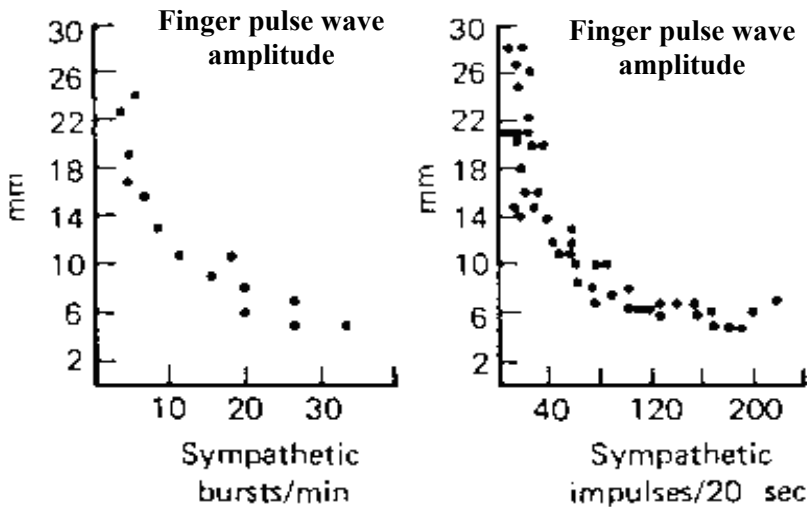 Finger pulse wave
amplitude
30
26
22
18
14
10
6
2
mm
10 20 30
Sympathetic
bursts/min
Finger pulse wave
amplitude
30
26
22
18
14
10
6
2
mm
40 120 200
Sympathetic
impulses/20 sec